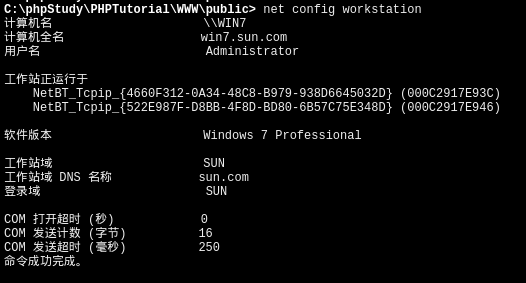 C:\phpStudy\PHPTutorial\WWW\public> net config workstation
计算机名 \\WIN7
计算机全名 win7.sun.com
用户名 Administrator
工作站正运行于
NetBT_Tcpip_{4660F312-0A34-48C8-B979-938D6645032D} (000C2917E93C)
NetBT_Tcpip_{522E987F-D8BB-4F8D-BD80-6B57C75E348D} (000C2917E946)
软件版本 Windows 7 Professional
工作站域 SUN
工作站域 DNS 名称 sun.com
登录域 SUN
COM 打开超时 (秒) 0
COM 发送计数 (字节) 16
COM 发送超时 (毫秒) 250
命令成功完成。